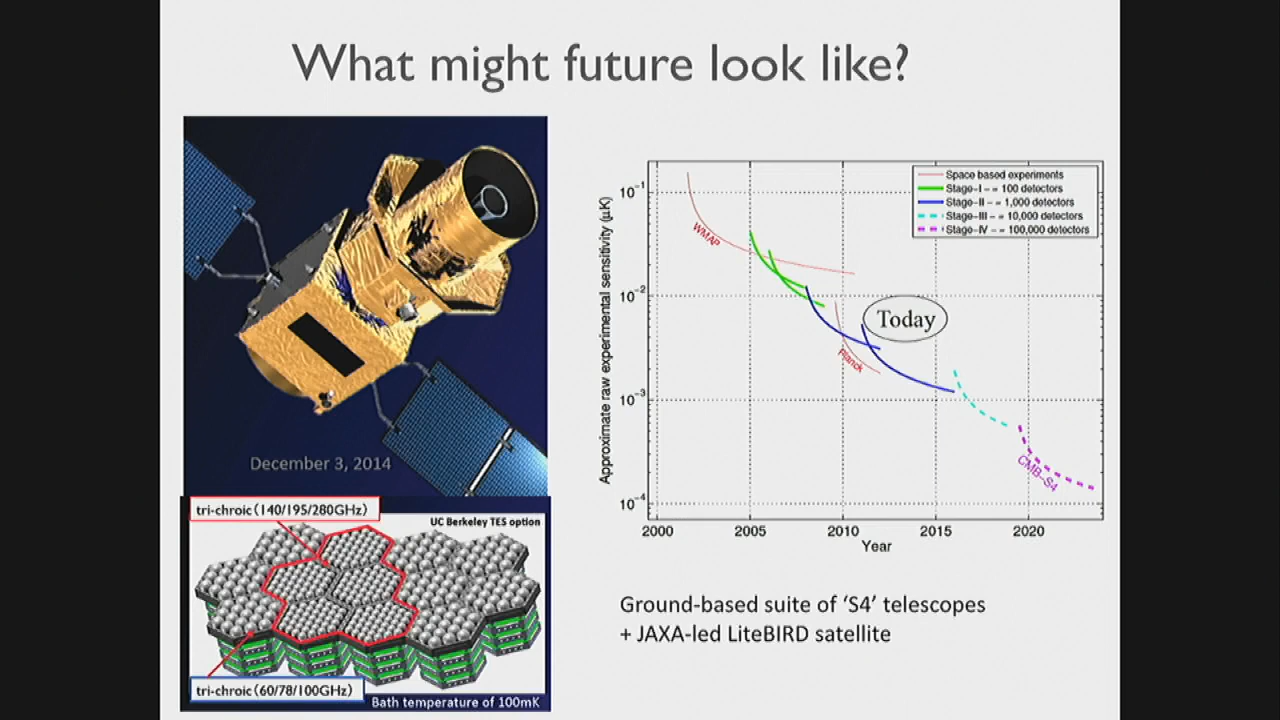 What might future look like?
December 3, 2014
tri-chroic (140/195/280GHz)
UC Berkeley TES option
tri-chroic (60/78/100GHz)
Bath temperature of 100mK
Approximate raw experimental sensitivity (μK)
10⁻¹
10⁻²
10⁻³
10⁻⁴
Space based experiments
Stage-I - ≈ 100 detectors
Stage-II - ≈ 1,000 detectors
Stage-III - ≈ 10,000 detectors
Stage-IV - ≈ 100,000 detectors
WMAP
Today
Planck
CMB-S4
2000 2005 2010 2015 2020
Year
Ground-based suite of ‘S4’ telescopes
+ JAXA-led LiteBIRD satellite